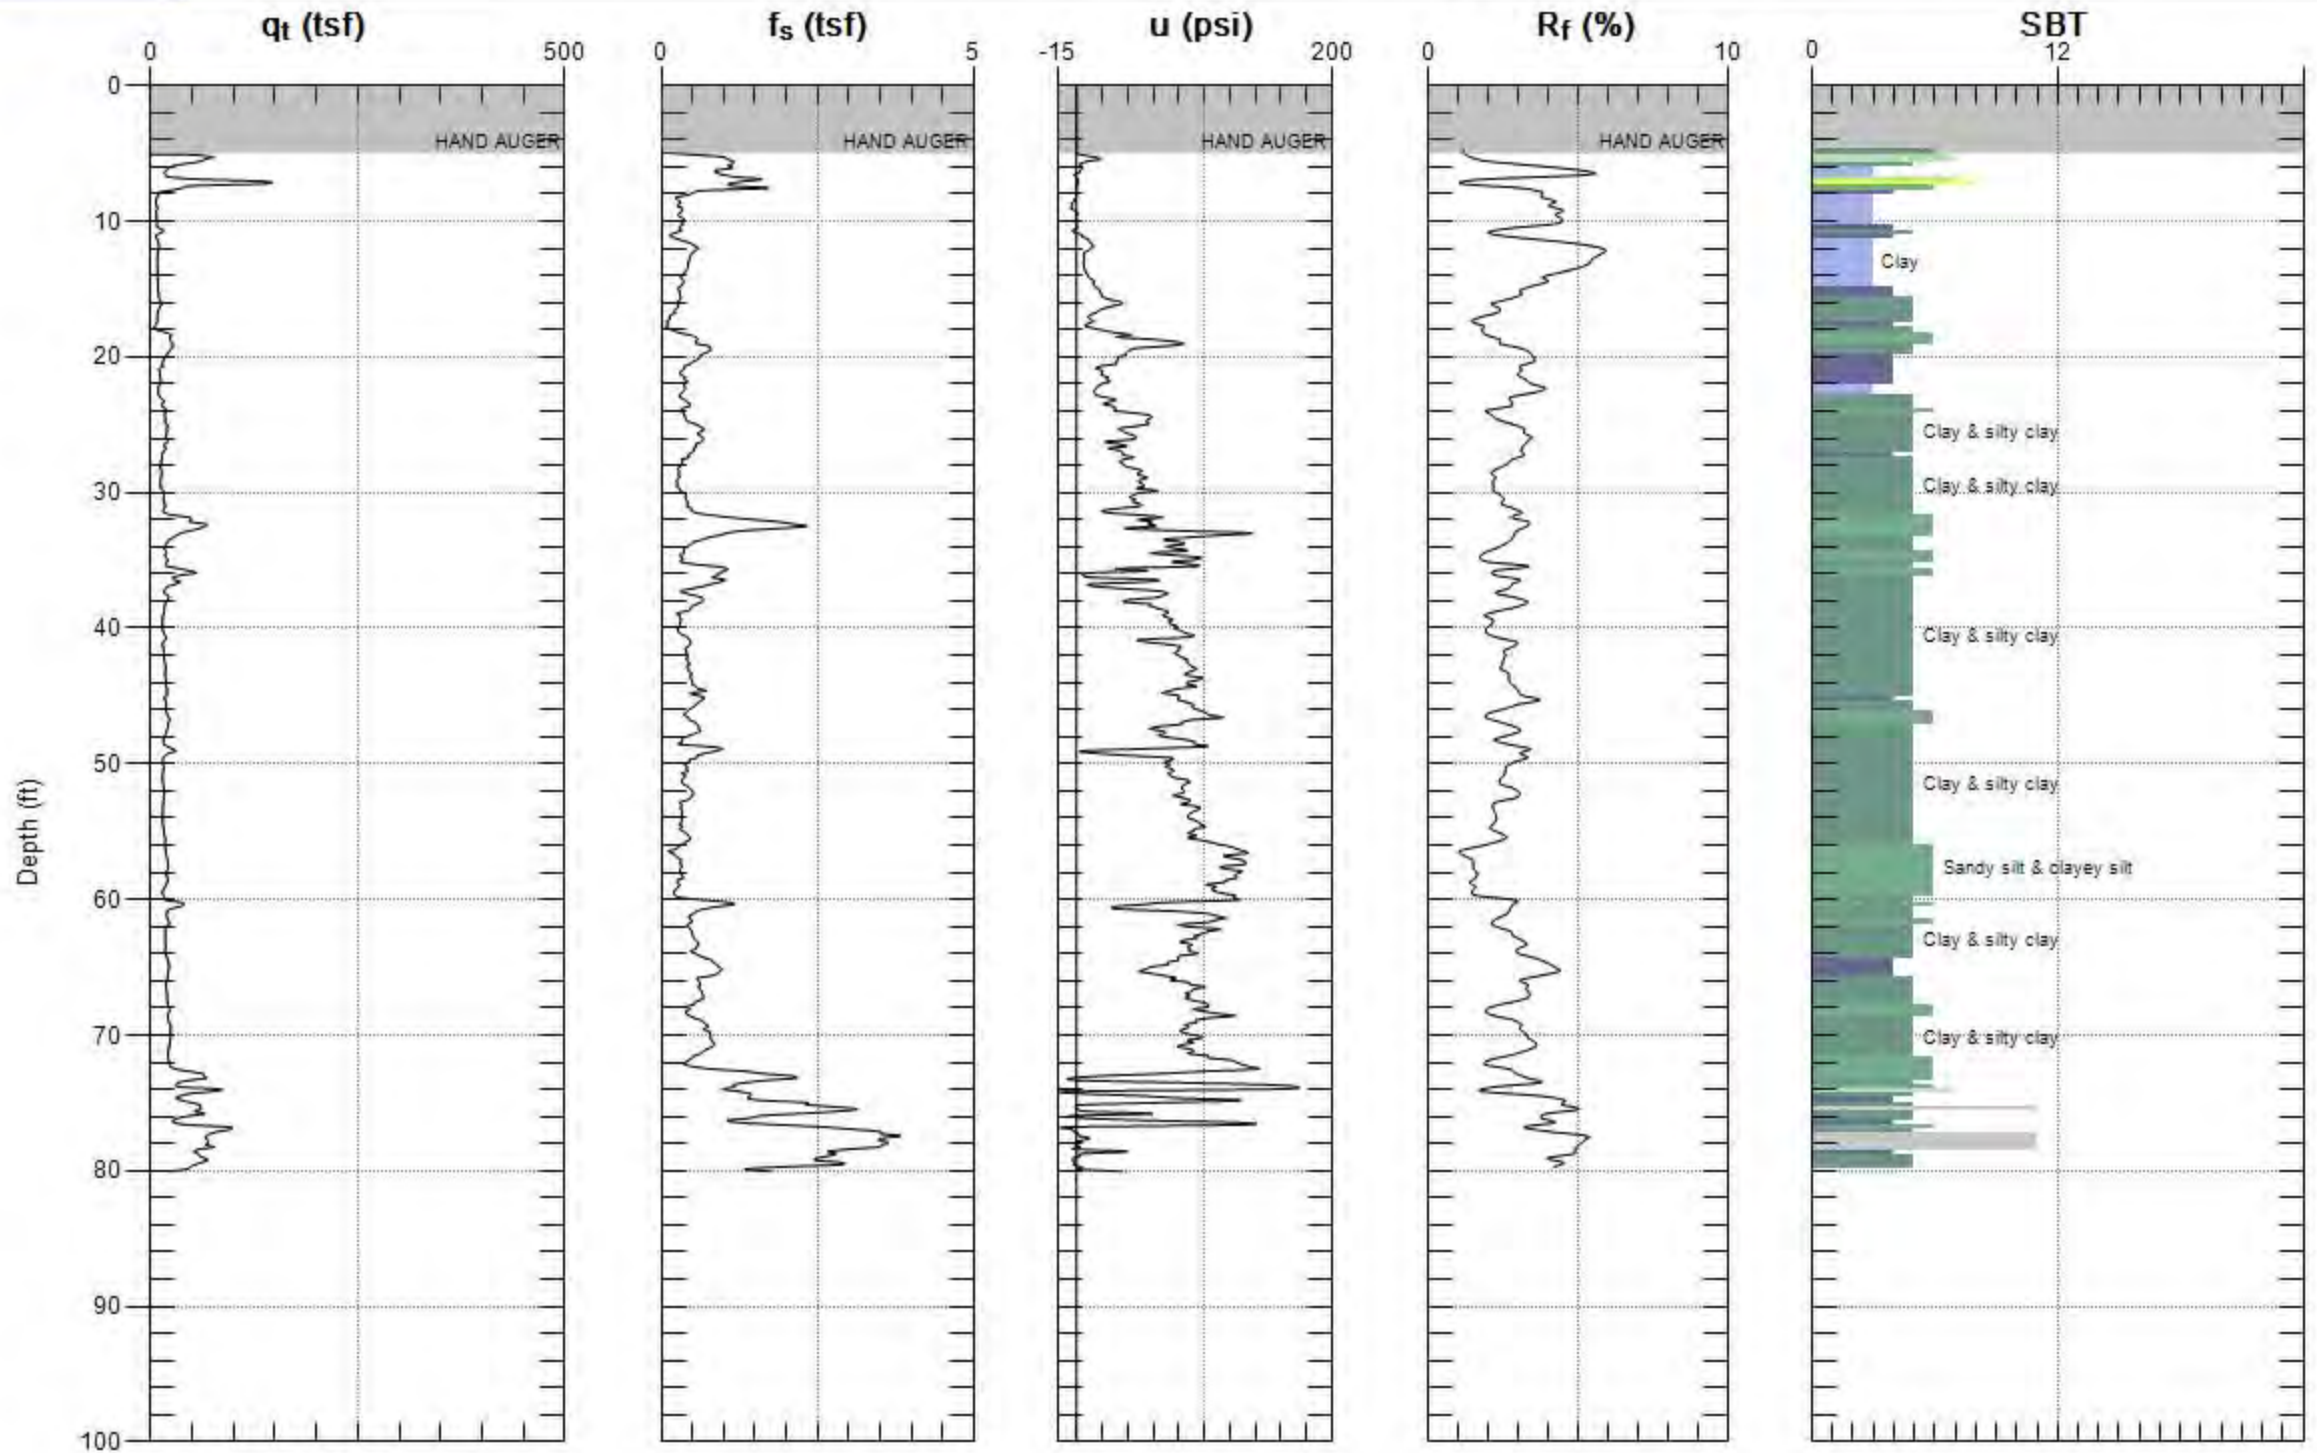 qt (tsf) fs (tsf) u (psi) Rf (%) SBT
0 500 0 5 -15 200 0 10 0 12
0
HAND AUGER HAND AUGER HAND AUGER HAND AUGER
10
Clay
20
Clay & silty clay
30
Clay & silty clay
40
Clay & silty clay
50
Clay & silty clay
Depth (ft)
Sandy silt & clayey silt
60
Clay & silty clay
70
Clay & silty clay
80
90
100